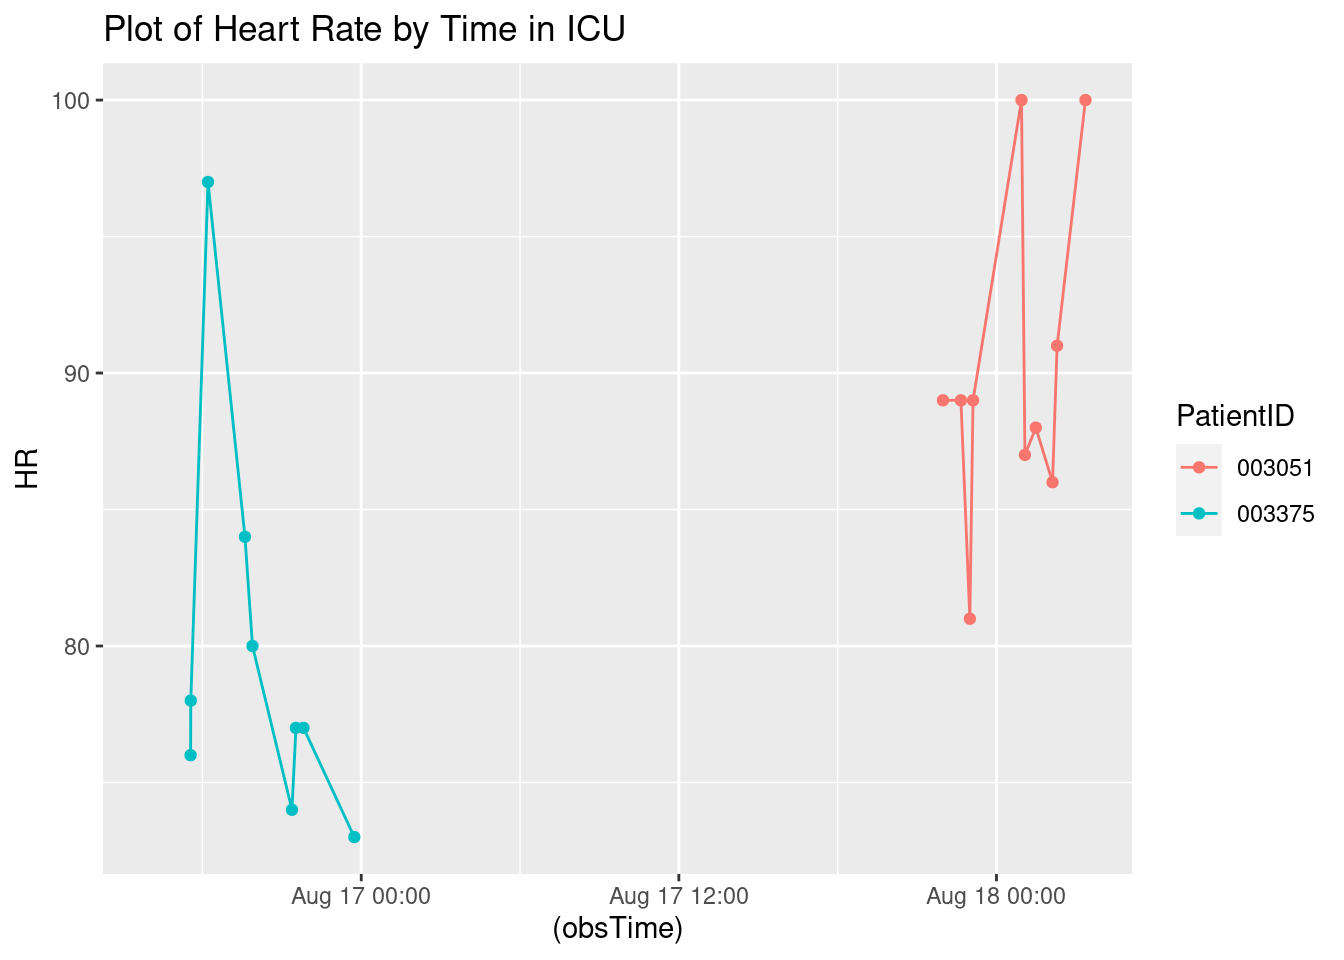 Plot of Heart Rate by Time in ICU
100
90
80
HR
Aug 17 00:00
Aug 17 12:00
Aug 18 00:00
(obsTime)
PatientID
003051
003375